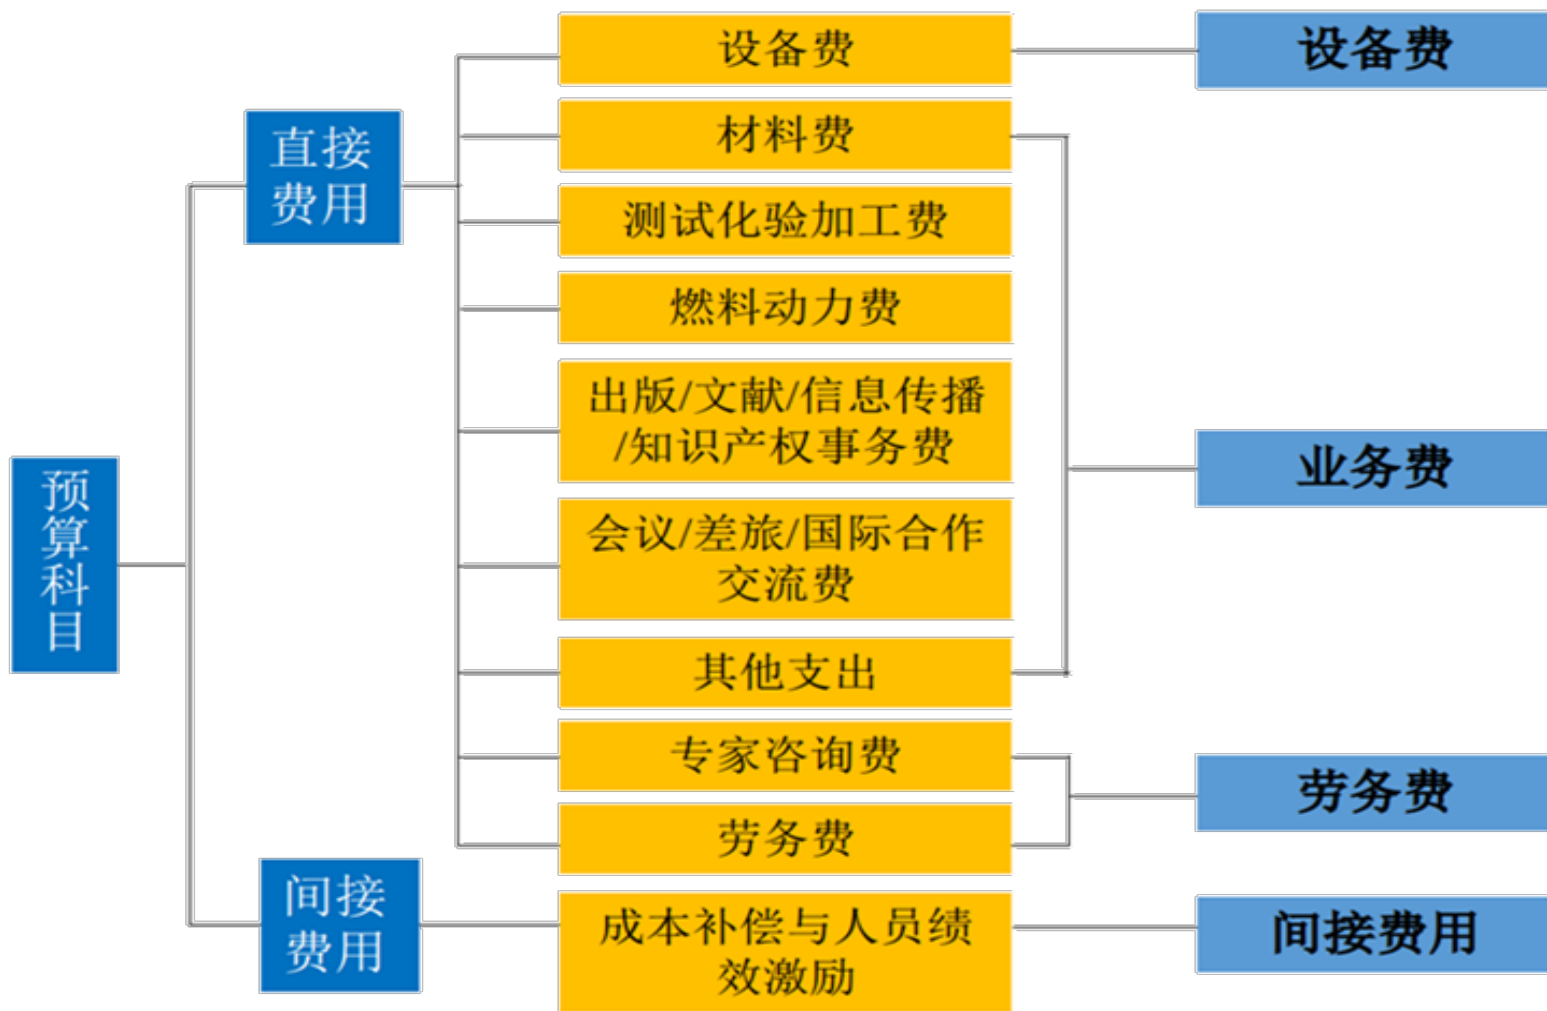 预算科目
直接
费用
间接
费用
设备费
材料费
测试化验加工费
燃料动力费
出版/文献/信息传播
/知识产权事务费
会议/差旅/国际合作
交流费
其他支出
专家咨询费
劳务费
成本补偿与人员绩
效激励
设备费
业务费
劳务费
间接费用